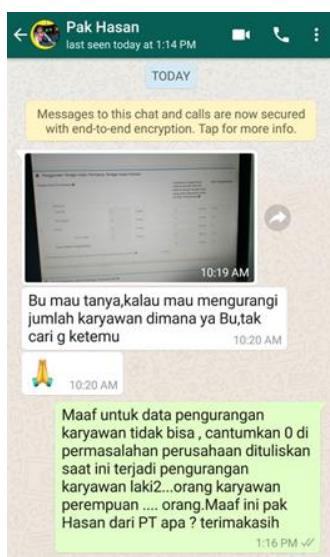 Pak Hasan
last seen today at 1:14 PM
TODAY
Messages to this chat and calls are now secured
with end-to-end encryption. Tap for more info.
10:19 AM
Bu mau tanya,kalau mau mengurangi
jumlah karyawan dimana ya Bu,tak
cari g ketemu
10:20 AM
10:20 AM
Maaf untuk data pengurangan
karyawan tidak bisa , cantumkan 0 di
permasalahan perusahaan dituliskan
saat ini terjadi pengurangan
karyawan laki2...orang karyawan
perempuan .... orang.Maaf ini pak
Hasan dari PT apa ? terimakasih
1:16 PM